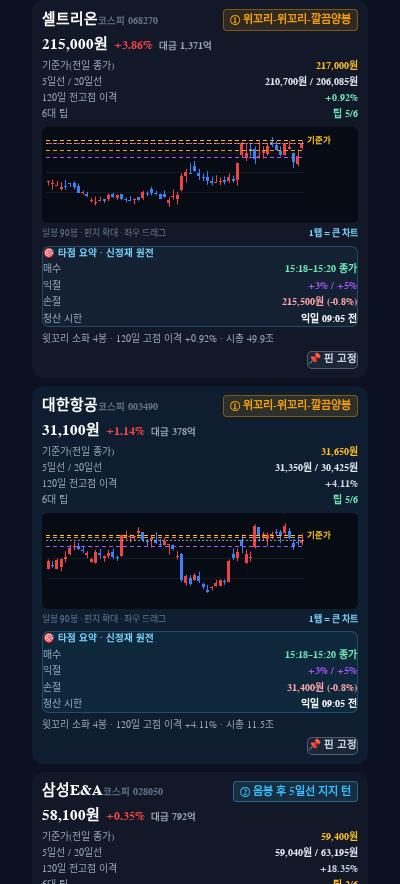 셀트리온코스피 068270 ① 윗꼬리-윗꼬리-깔끔양봉
215,000원 +3.86% 대금 1,371억
기준가(전일 종가) 217,000원
5일선 / 20일선 210,700원 / 206,085원
120일 전고점 이격 +0.92%
6대 팁 팁 5/6
기준가
일봉 90봉 · 핀치 확대 · 좌우 드래그 1탭 = 큰 차트
🎯 타점 요약 · 신정재 원전
매수 15:18~15:20 종가
익절 +3% / +5%
손절 215,500원 (-0.8%)
청산 시한 익일 09:05 전
윗꼬리 소화 4봉 · 120일 고점 이격 +0.92% · 시총 49.9조
📌 핀 고정
대한항공코스피 003490 ① 윗꼬리-윗꼬리-깔끔양봉
31,100원 +1.14% 대금 378억
기준가(전일 종가) 31,650원
5일선 / 20일선 31,350원 / 30,425원
120일 전고점 이격 +4.11%
6대 팁 팁 5/6
기준가
일봉 90봉 · 핀치 확대 · 좌우 드래그 1탭 = 큰 차트
🎯 타점 요약 · 신정재 원전
매수 15:18~15:20 종가
익절 +3% / +5%
손절 31,400원 (-0.8%)
청산 시한 익일 09:05 전
윗꼬리 소화 4봉 · 120일 고점 이격 +4.11% · 시총 11.5조
📌 핀 고정
삼성E&A코스피 028050 ② 음봉 후 5일선 지지 턴
58,100원 +0.35% 대금 792억
기준가(전일 종가) 59,400원
5일선 / 20일선 59,040원 / 63,195원
120일 전고점 이격 +18.35%
6대 팁